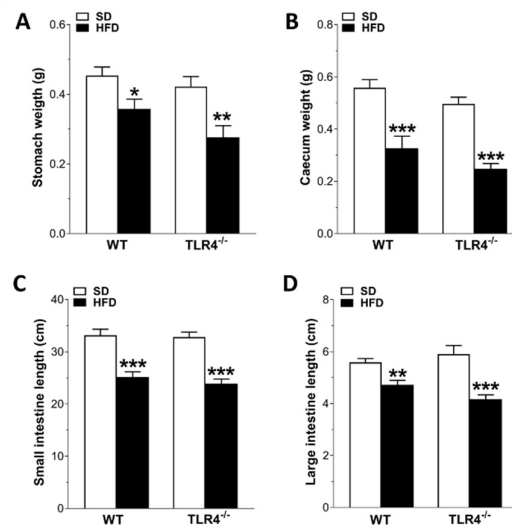 A
SD
HFD
Stomach weigth (g)
0.6
0.4
0.2
0.0
*
**
WT
TLR4-/-
B
SD
HFD
Caecum weight (g)
0.8
0.6
0.4
0.2
0.0
***
***
WT
TLR4-/-
C
SD
HFD
Small intestine length (cm)
40
30
20
10
0
***
***
WT
TLR4-/-
D
SD
HFD
Large intestine length (cm)
8
6
4
2
0
**
***
WT
TLR4-/-